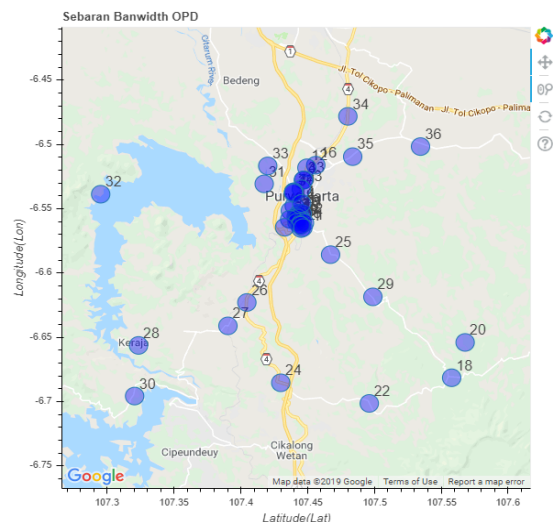 Sebaran Banwidth OPD
-6.45
-6.5
-6.55
-6.6
-6.65
-6.7
-6.75
Longitude(Lon)
Citarum River
Bedeng
1
Jl. Tol Cikopo - Palimanan - Palimanan
Jl. Tol Cikopo - Palima
4
34
36
35
33
16
31
32
25
29
4
26
27
28
20
18
4
24
22
30
Cipeundeuy
Cikalong
Wetan
Google
Map data ©2019 Google
Terms of Use
Report a map error
107.3
107.35
107.4
107.45
107.5
107.55
107.6
Latitude(Lat)